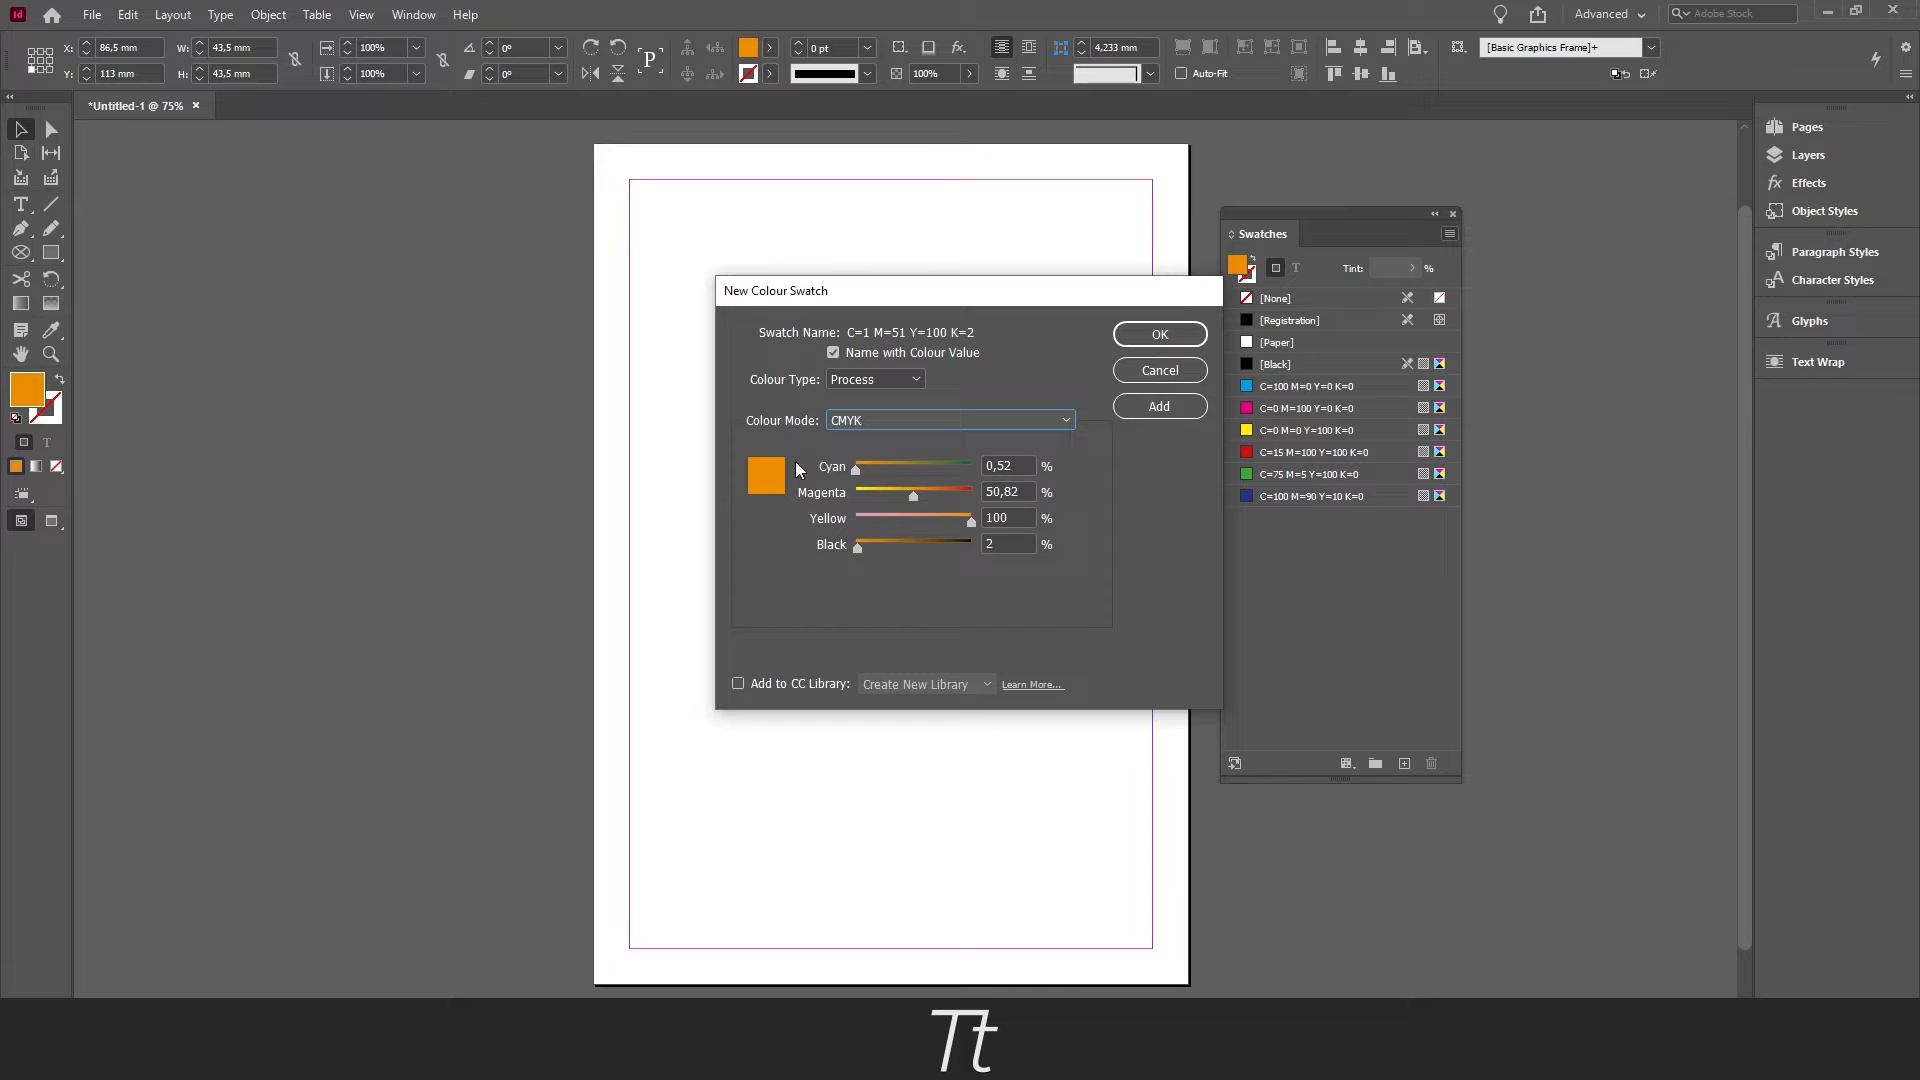 Id File Edit Layout Type Object Table View Window Help Advanced Adobe Stock
X: 86,5 mm W: 43,5 mm 100% 0° P 0 pt fx. 4,233 mm [Basic Graphics Frame]+
Y: 113 mm H: 43,5 mm 100% 0° 100% Auto-Fit
*Untitled-1 @ 75% ×
Pages
Layers
Effects
Object Styles
Paragraph Styles
Character Styles
Glyphs
Text Wrap
New Colour Swatch
Swatch Name: C=1 M=51 Y=100 K=2
Name with Colour Value
Colour Type: Process
Colour Mode: CMYK
Cyan 0,52 %
Magenta 50,82 %
Yellow 100 %
Black 2 %
OK
Cancel
Add
Add to CC Library: Create New Library Learn More...
Swatches
T Tint: %
[None]
[Registration]
[Paper]
[Black]
C=100 M=0 Y=0 K=0
C=0 M=100 Y=0 K=0
C=0 M=0 Y=100 K=0
C=15 M=100 Y=100 K=0
C=75 M=5 Y=100 K=0
C=100 M=90 Y=10 K=0
Tt